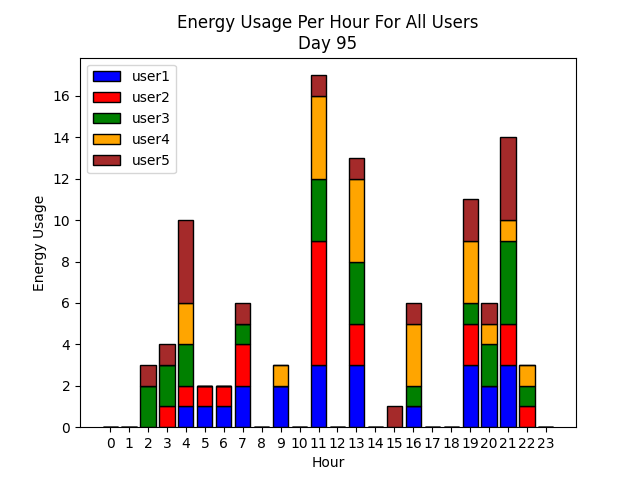 Energy Usage Per Hour For All Users
Day 95
user1
user2
user3
user4
user5
Energy Usage
16
14
12
10
8
6
4
2
0
0 1 2 3 4 5 6 7 8 9 10 11 12 13 14 15 16 17 18 19 20 21 22 23
Hour